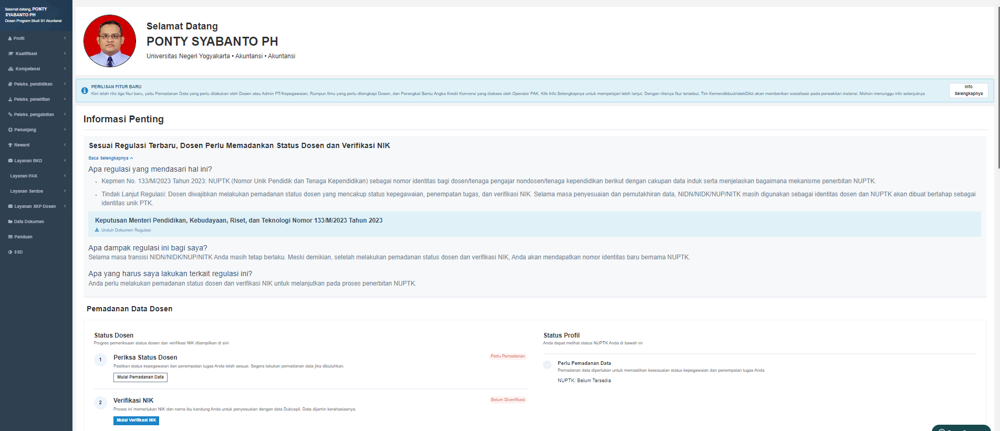 Selamat datang, PONTY
SYABANTO PH
Dosen Program Studi S1 Akuntansi
Profil
Kualifikasi
Kompetensi
Pelaks. pendidikan
Pelaks. penelitian
Pelaks. pengabdian
Penunjang
Reward
Layanan BKD
Layanan PAK
Layanan Serdos
Layanan SKP Dosen
Data Dokumen
Panduan
SSD
Selamat Datang
PONTY SYABANTO PH
Universitas Negeri Yogyakarta • Akuntansi • Akuntansi
PERILISAN FITUR BARU
Kini telah rilis tiga fitur baru, yaitu Pemadanan Data yang perlu dilakukan oleh Dosen atau Admin PT/Kepegawaian, Rumpun Ilmu yang perlu dilengkapi Dosen, dan Perangkat Bantu Angka Kredit Konversi yang diakses oleh Operator PAK. Klik Info Selengkapnya untuk mempelajari lebih lanjut. Dengan rilisnya fitur tersebut, Tim KemendikbudristekDikti akan memberikan sosialisasi pada perwakilan instansi. Mohon menunggu info selanjutnya
Info
Selengkapnya
Informasi Penting
Sesuai Regulasi Terbaru, Dosen Perlu Memadankan Status Dosen dan Verifikasi NIK
Baca Selengkapnya
Apa regulasi yang mendasari hal ini?
• Kepmen No. 133/M/2023 Tahun 2023: NUPTK (Nomor Unik Pendidik dan Tenaga Kependidikan) sebagai nomor identitas bagi dosen/tenaga pengajar nondosen/tenaga kependidikan berikut dengan cakupan data induk serta menjelaskan bagaimana mekanisme penerbitan NUPTK.
• Tindak Lanjut Regulasi: Dosen diwajibkan melakukan pemadanan status dosen yang mencakup status kepegawaian, penempatan tugas, dan verifikasi NIK. Selama masa penyesuaian dan pemutakhiran data, NIDN/NIDK/NUP/NITK masih digunakan sebagai identitas dosen dan NUPTK akan dibuat bertahap sebagai
identitas unik PTK.
Keputusan Menteri Pendidikan, Kebudayaan, Riset, dan Teknologi Nomor 133/M/2023 Tahun 2023
Unduh Dokumen Regulasi
Apa dampak regulasi ini bagi saya?
Selama masa transisi NIDN/NIDK/NUP/NITK Anda masih tetap berlaku. Meski demikian, setelah melakukan pemadanan status dosen dan verifikasi NIK, Anda akan mendapatkan nomor identitas baru bernama NUPTK.
Apa yang harus saya lakukan terkait regulasi ini?
Anda perlu melakukan pemadanan status dosen dan verifikasi NIK untuk melanjutkan pada proses penerbitan NUPTK.
Pemadanan Data Dosen
Status Dosen
Progres pemeriksaan status dosen dan verifikasi NIK ditampilkan di sini
1
Periksa Status Dosen
Perlu Pemadanan
Pastikan status kepegawaian dan penempatan tugas Anda telah sesuai. Segera lakukan pemadanan data jika dibutuhkan.
Mulai Pemadanan Data
2
Verifikasi NIK
Belum Diverifikasi
Proses ini memerlukan NIK dan nama ibu kandung Anda untuk penyesuaian dengan data Dukcapil. Data dijamin kerahasiaanya.
Mulai Verifikasi NIK
Status Profil
Anda dapat melihat status NUPTK Anda di bawah ini
Perlu Pemadanan Data
Pemadanan data diperlukan untuk memastikan kesesuaian status kepegawaian dan penempatan tugas Anda
NUPTK: Belum Tersedia